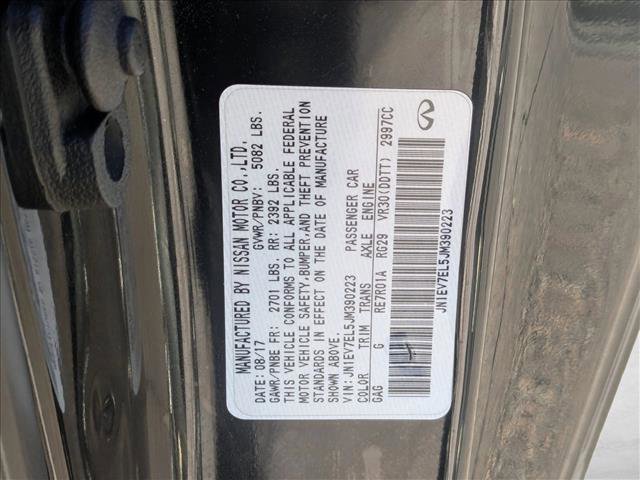 MANUFACTURED BY NISSAN MOTOR CO.,LTD.
DATE: 08/17 GVWR/PNBV: 5082 LBS.
GAWR/PNBE FR: 2701 LBS. RR: 2392 LBS.
THIS VEHICLE CONFORMS TO ALL APPLICABLE FEDERAL
MOTOR VEHICLE SAFETY,BUMPER,AND THEFT PREVENTION
STANDARDS IN EFFECT ON THE DATE OF MANUFACTURE
SHOWN ABOVE.
VIN: JN1EV7EL5JM390223 PASSENGER CAR
COLOR TRIM TRANS AXLE ENGINE
GAG G RE7R01A RG29 VR30(DDTT) 2997CC
JN1EV7EL5JM390223